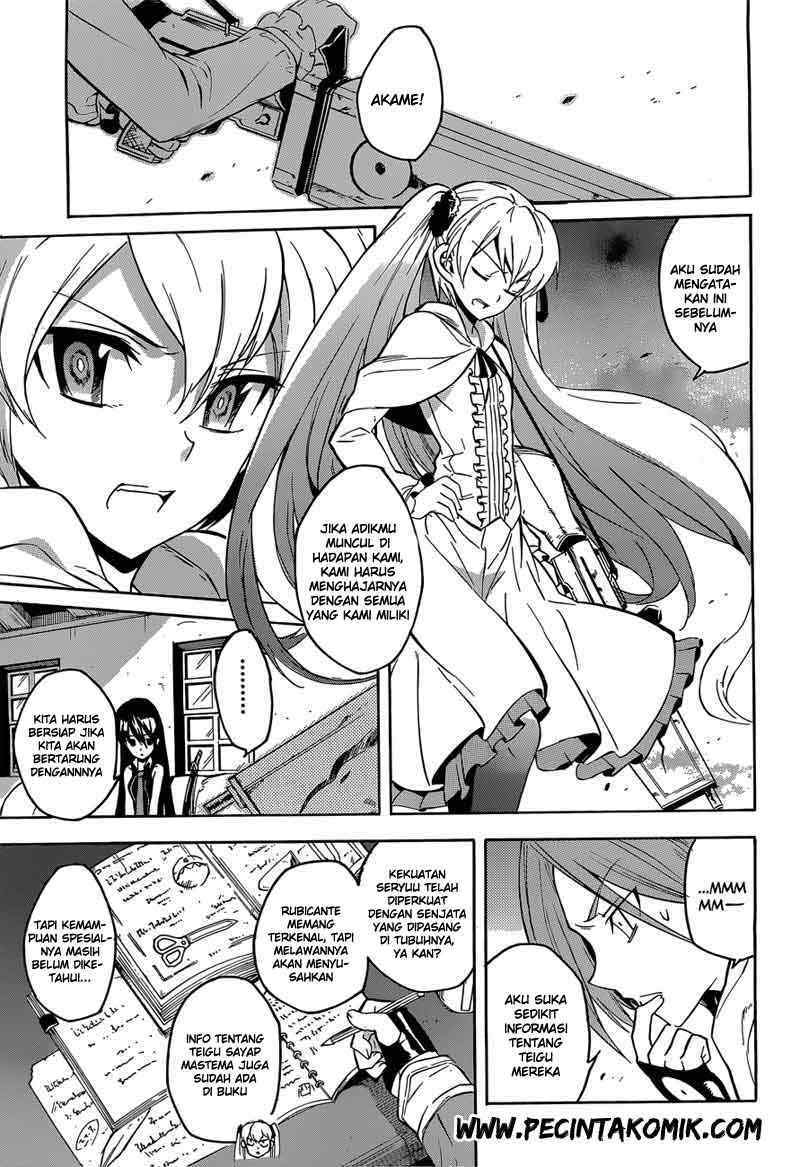 AKAME!
AKU SUDAH
MENGATA-
KAN INI
SEBELUM-
NYA
JIKA ADIKMU
MUNCUL DI
HADAPAN KAMI,
KAMI HARUS
MENGHAJARNYA
DENGAN SEMUA
YANG KAMI MILIKI
.........
KITA HARUS
BERSIAP JIKA
KITA AKAN
BERTARUNG
DENGANNNYA
...MMM
MM—
AKU SUKA
SEDIKIT
INFORMASI
TENTANG
TEIGU
MEREKA
KEKUATAN
SERYUU TELAH
DIPERKUAT
DENGAN SENJATA
YANG DIPASANG
DI TUBUHNYA,
YA KAN?
RUBICANTE
MEMANG
TERKENAL, TAPI
MELAWANNYA
AKAN MENYU-
SAHKAN
INFO TENTANG
TEIGU SAYAP
MASTEMA JUGA
SUDAH ADA
DI BUKU
TAPI KEMAM-
PUAN SPESIAL-
NYA MASIH
BELUM DIKE-
TAHUI...
WWW.PECINTAKOMIK.COM